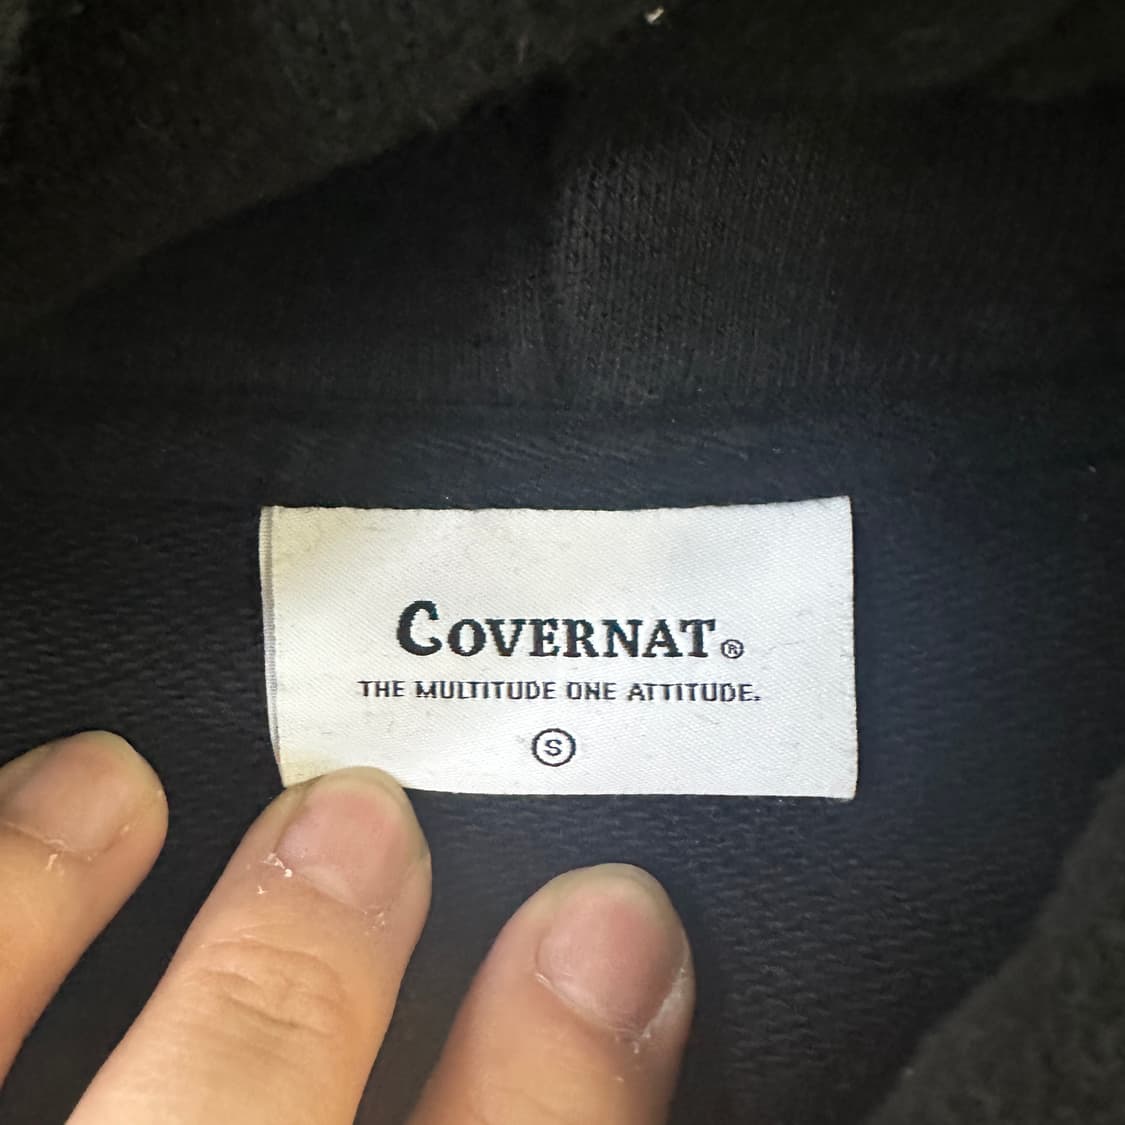 COVERNAT®
THE MULTITUDE ONE ATTITUDE.
S